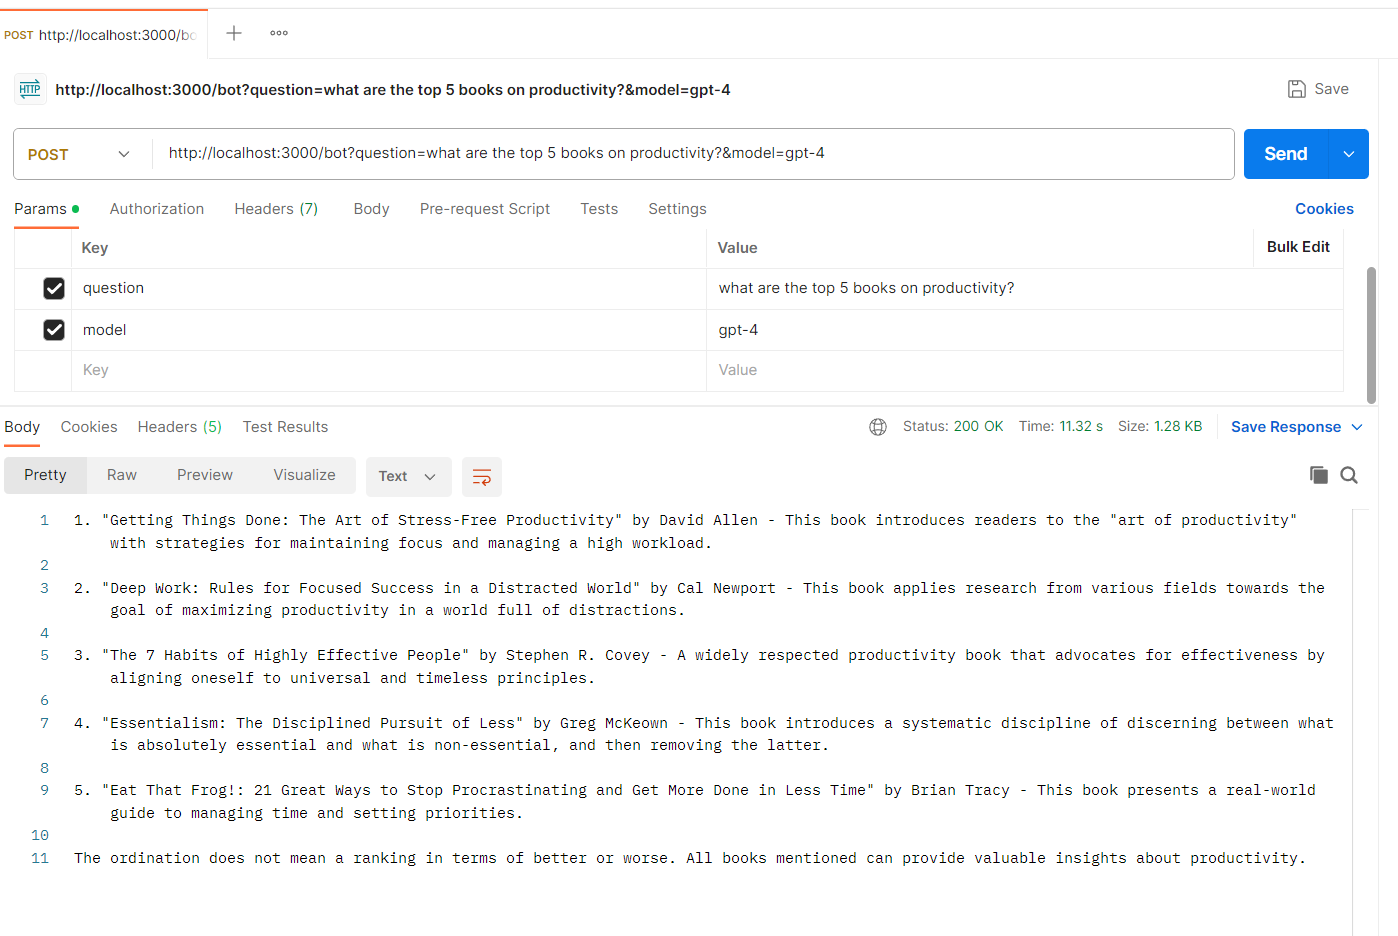 POST http://localhost:3000/bo
HTTP http://localhost:3000/bot?question=what are the top 5 books on productivity?&model=gpt-4 Save
POST http://localhost:3000/bot?question=what are the top 5 books on productivity?&model=gpt-4 Send
Params Authorization Headers (7) Body Pre-request Script Tests Settings Cookies
Key Value Bulk Edit
question what are the top 5 books on productivity?
model gpt-4
Key Value
Body Cookies Headers (5) Test Results Status: 200 OK Time: 11.32 s Size: 1.28 KB Save Response
Pretty Raw Preview Visualize Text
1 1. "Getting Things Done: The Art of Stress-Free Productivity" by David Allen - This book introduces readers to the "art of productivity"
with strategies for maintaining focus and managing a high workload.
2
3 2. "Deep Work: Rules for Focused Success in a Distracted World" by Cal Newport - This book applies research from various fields towards the
goal of maximizing productivity in a world full of distractions.
4
5 3. "The 7 Habits of Highly Effective People" by Stephen R. Covey - A widely respected productivity book that advocates for effectiveness by
aligning oneself to universal and timeless principles.
6
7 4. "Essentialism: The Disciplined Pursuit of Less" by Greg McKeown - This book introduces a systematic discipline of discerning between what
is absolutely essential and what is non-essential, and then removing the latter.
8
9 5. "Eat That Frog!: 21 Great Ways to Stop Procrastinating and Get More Done in Less Time" by Brian Tracy - This book presents a real-world
guide to managing time and setting priorities.
10
11 The ordination does not mean a ranking in terms of better or worse. All books mentioned can provide valuable insights about productivity.